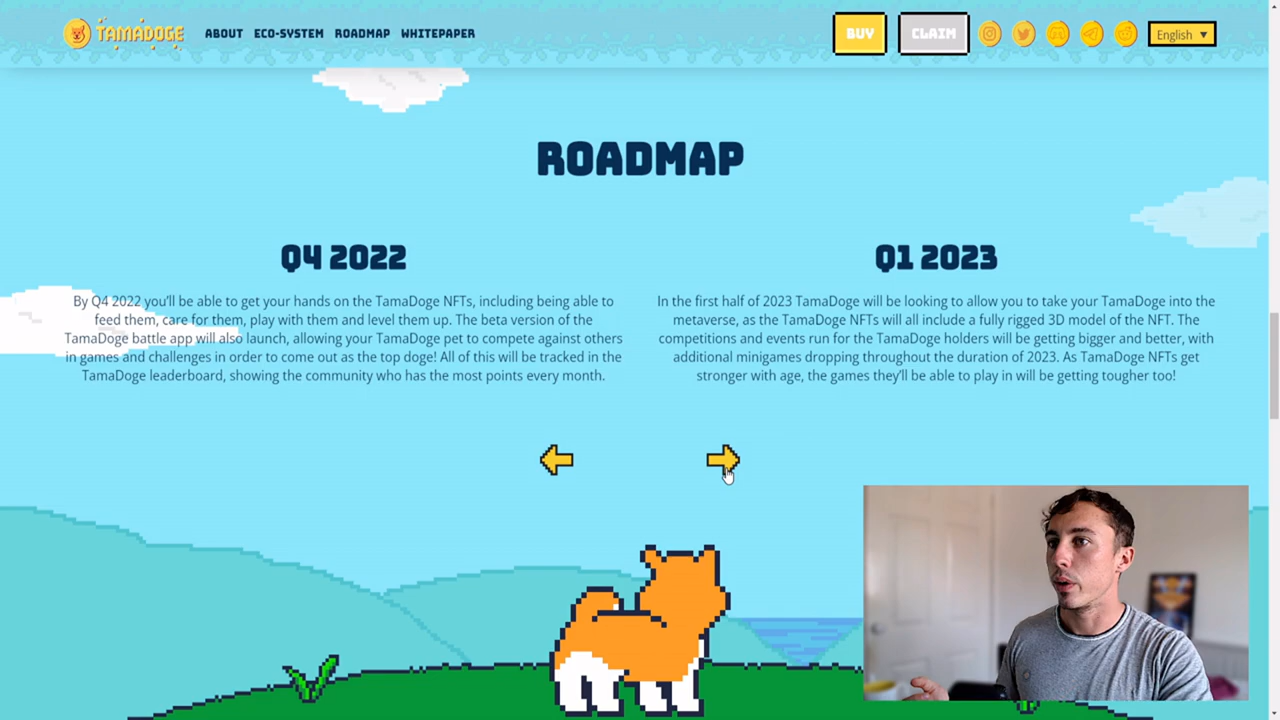 TAMADOGE
ABOUT ECO-SYSTEM ROADMAP WHITEPAPER
BUY CLAIM English
ROADMAP
Q4 2022
By Q4 2022 you'll be able to get your hands on the TamaDoge NFTs, including being able to
feed them, care for them, play with them and level them up. The beta version of the
TamaDoge battle app will also launch, allowing your TamaDoge pet to compete against others
in games and challenges in order to come out as the top doge! All of this will be tracked in the
TamaDoge leaderboard, showing the community who has the most points every month.
Q1 2023
In the first half of 2023 TamaDoge will be looking to allow you to take your TamaDoge into the
metaverse, as the TamaDoge NFTs will all include a fully rigged 3D model of the NFT. The
competitions and events run for the TamaDoge holders will be getting bigger and better, with
additional minigames dropping throughout the duration of 2023. As TamaDoge NFTs get
stronger with age, the games they'll be able to play in will be getting tougher too!